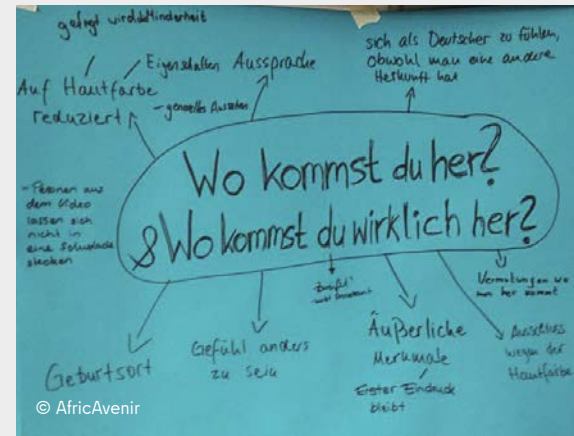 gefragt wird die Minderheit
Auf Hautfarbe
reduziert
Eigenschaften
- generelles Aussehen
Aussprache
sich als Deutscher zu fühlen,
obwohl man eine andere
Herkunft hat
Wo kommst du her?
& Wo kommst du wirklich her?
- Personen aus
dem Video
lassen sich
nicht in
eine Schublade
stecken
Geburtsort
Gefühl anders
zu sein
Äußerliche
Merkmale
Erster Eindruck
bleibt
Vermutungen wo
man her kommt
Ausschluss
wegen der
Hautfarbe
© AfricAvenir